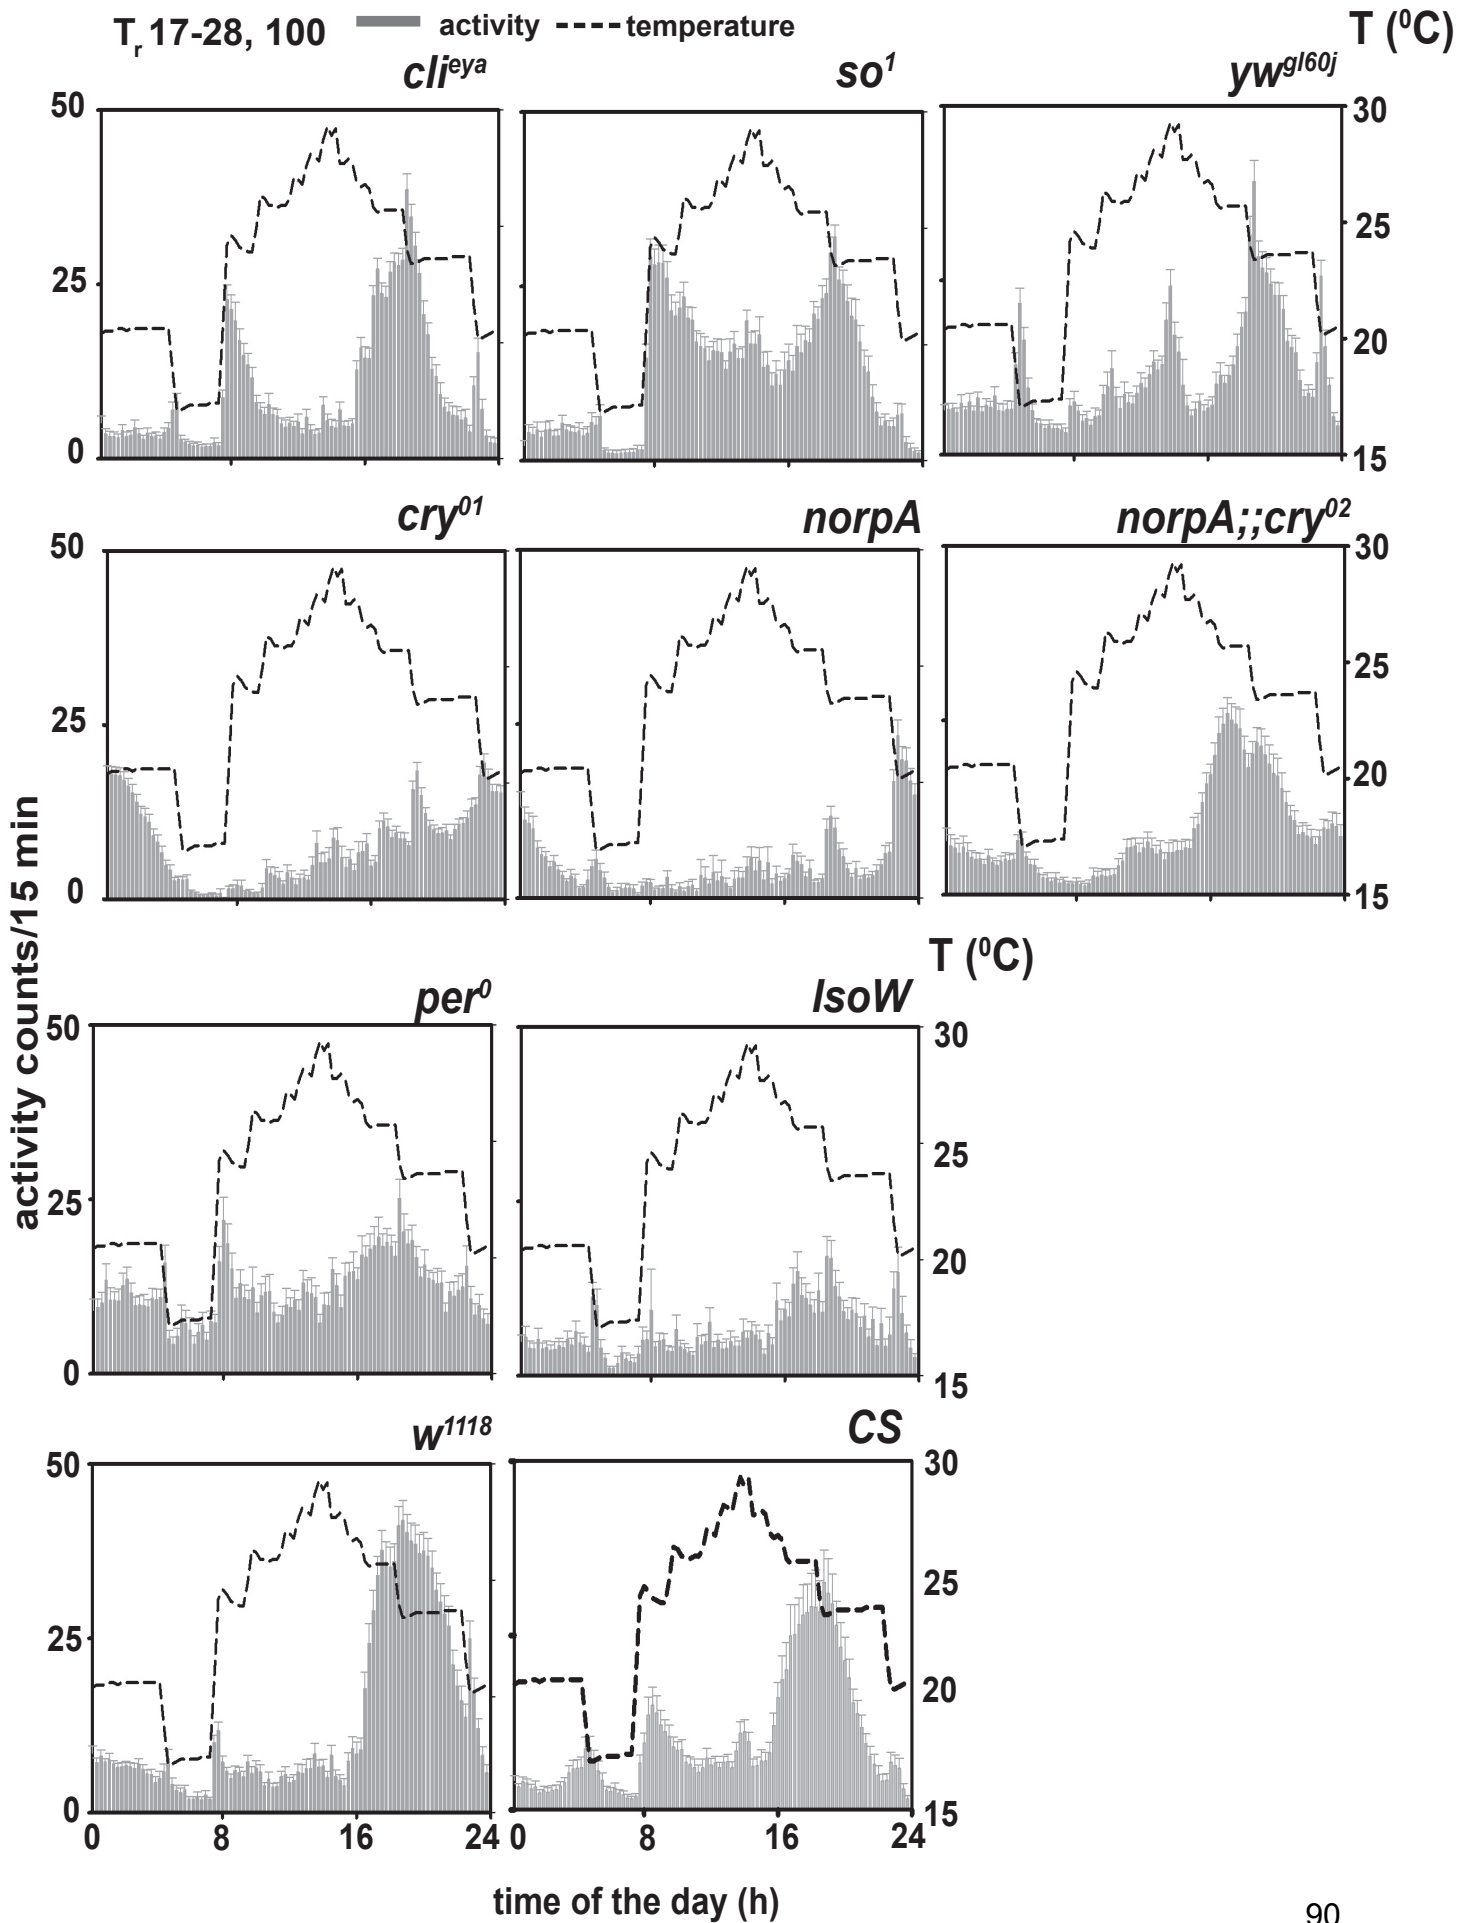 T_r 17-28, 100 activity temperature T (⁰C)
cli^eya so¹ yw^gl60j
50 30
25 25
20
0 15
cry⁰¹ norpA norpA;;cry⁰²
50 30
25 25
20
0 15
activity counts/15 min
T (⁰C)
per⁰ IsoW
50 30
25 25
20
0 15
w¹¹¹⁸ CS
50 30
25 25
20
0 15
0 8 16 24 0 8 16 24
time of the day (h)
90